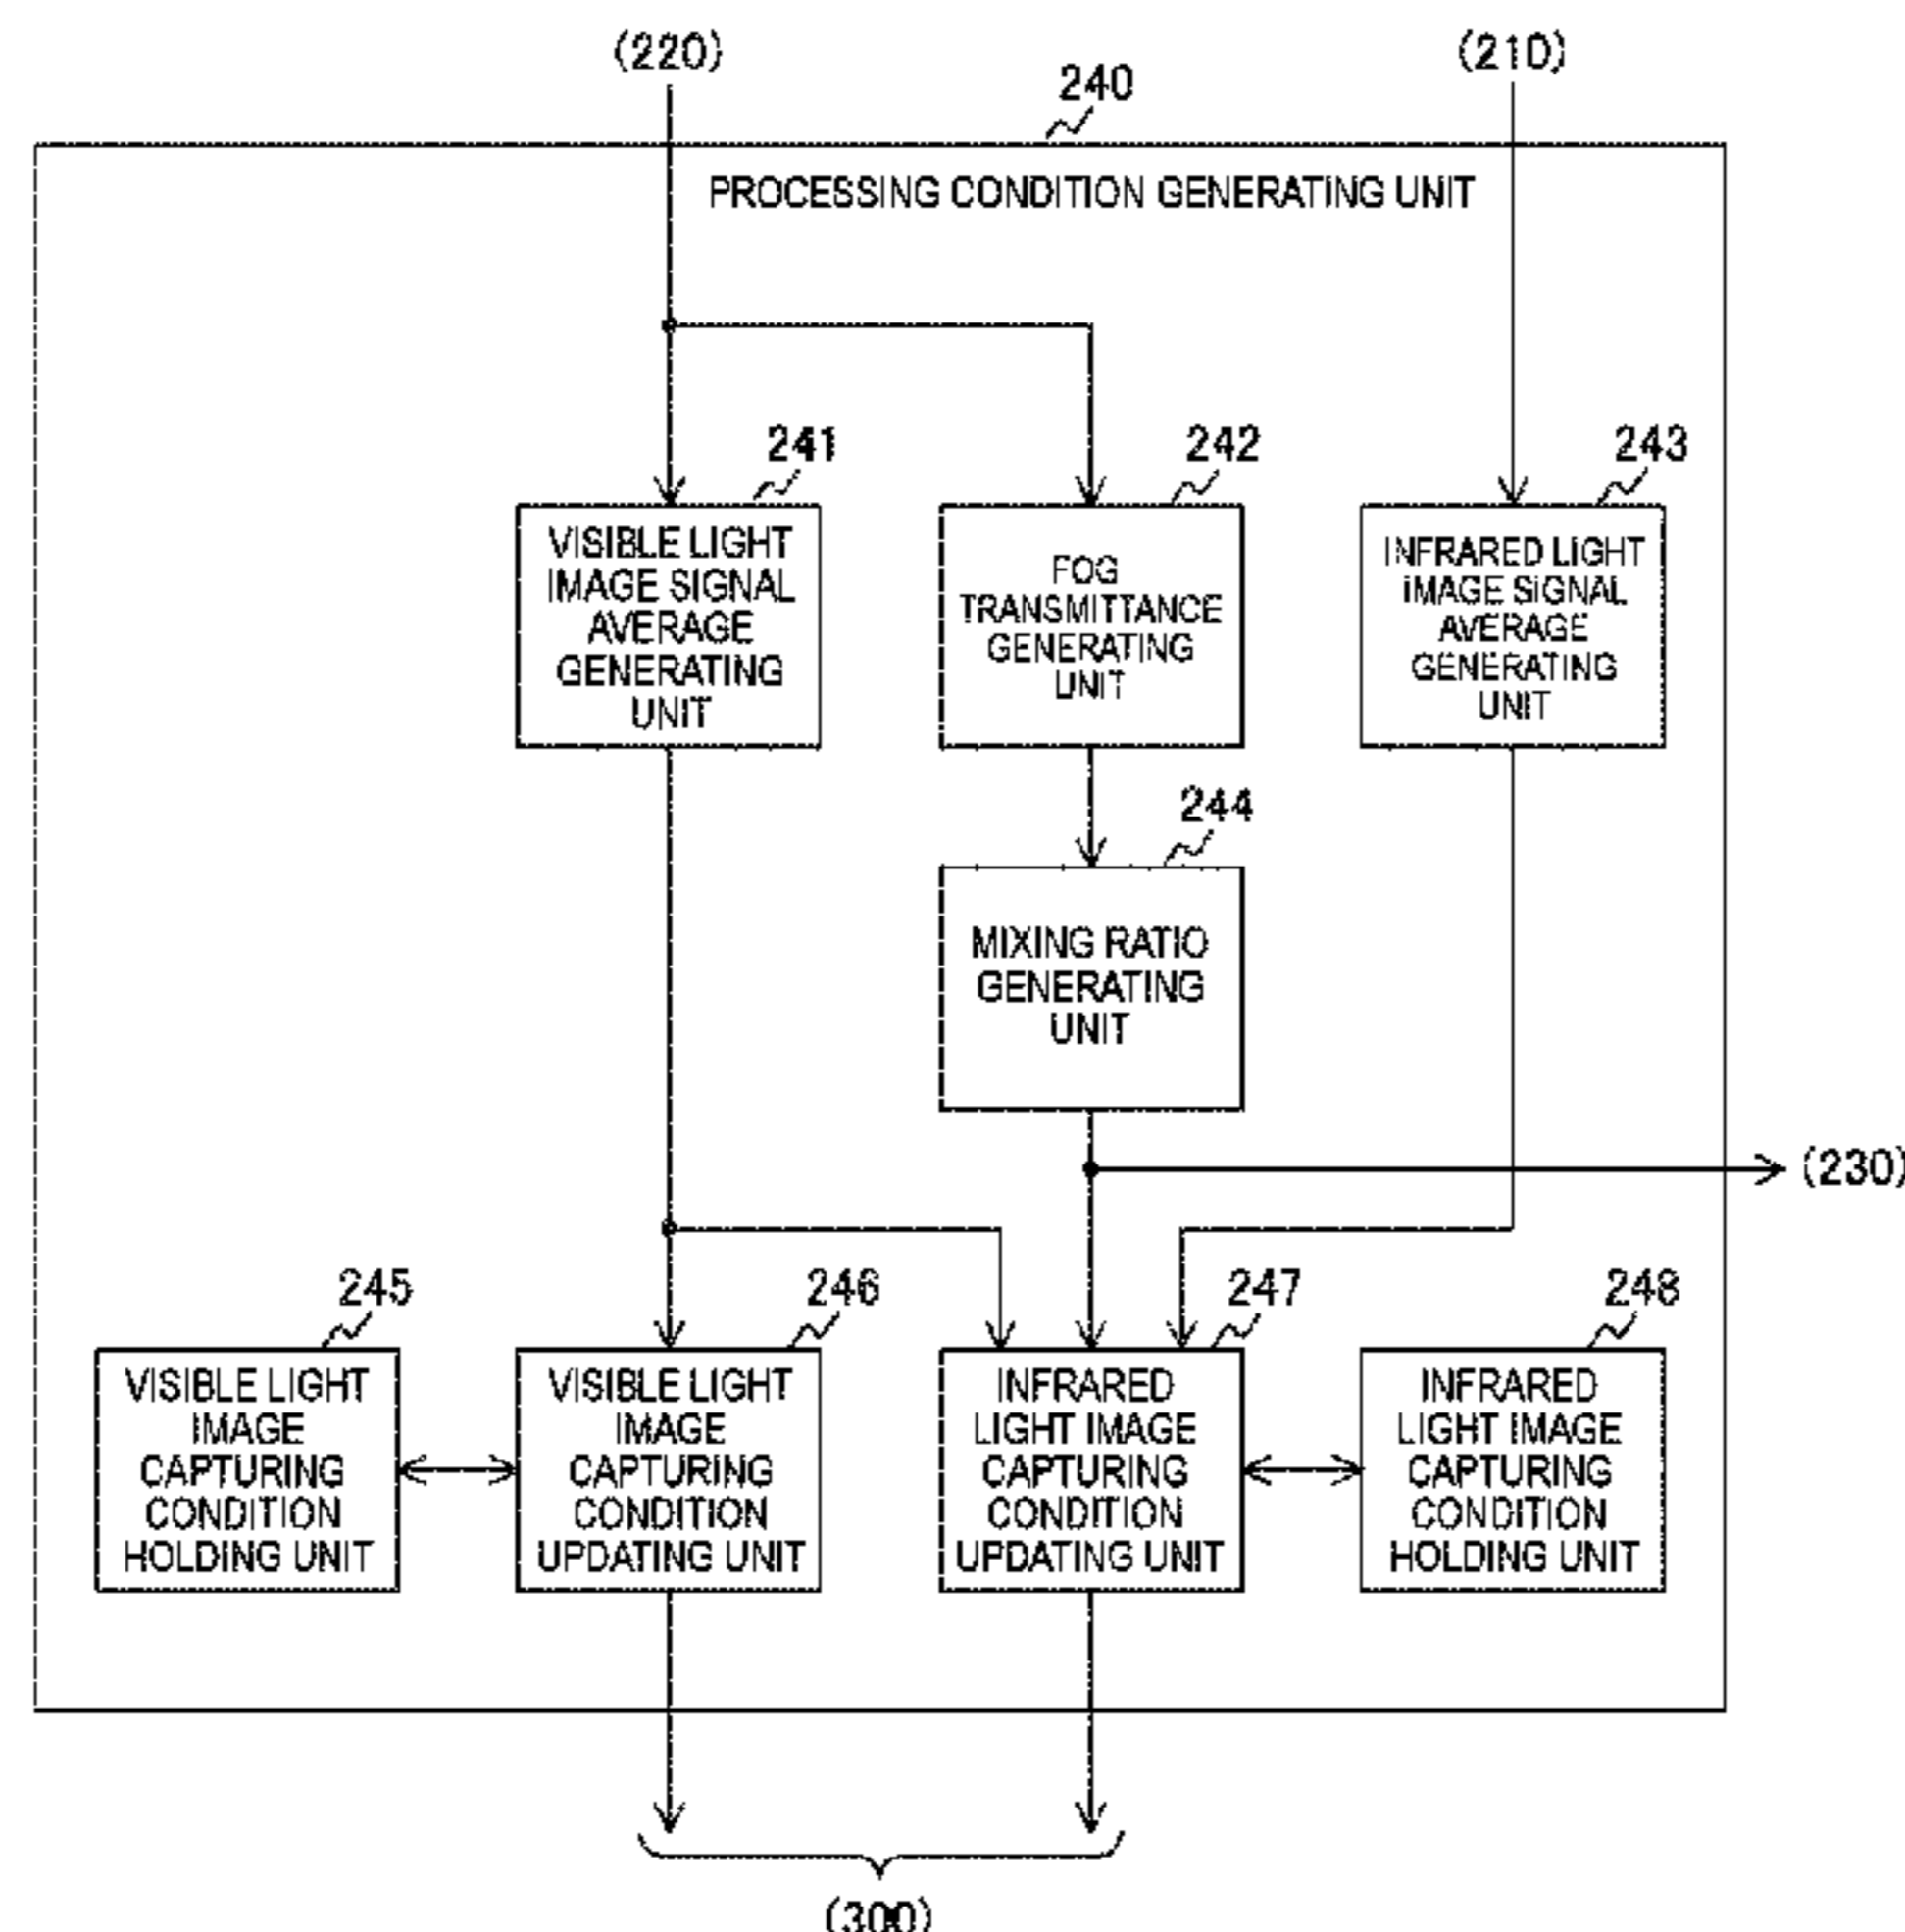 (220)
(210)
240
PROCESSING CONDITION GENERATING UNIT
241
VISIBLE LIGHT
IMAGE SIGNAL
AVERAGE
GENERATING
UNIT
242
FOG
TRANSMITTANCE
GENERATING
UNIT
243
INFRARED LIGHT
IMAGE SIGNAL
AVERAGE
GENERATING
UNIT
244
MIXING RATIO
GENERATING
UNIT
(230)
245
VISIBLE LIGHT
IMAGE
CAPTURING
CONDITION
HOLDING UNIT
246
VISIBLE LIGHT
IMAGE
CAPTURING
CONDITION
UPDATING UNIT
247
INFRARED
LIGHT IMAGE
CAPTURING
CONDITION
UPDATING UNIT
248
INFRARED
LIGHT IMAGE
CAPTURING
CONDITION
HOLDING UNIT
(300)